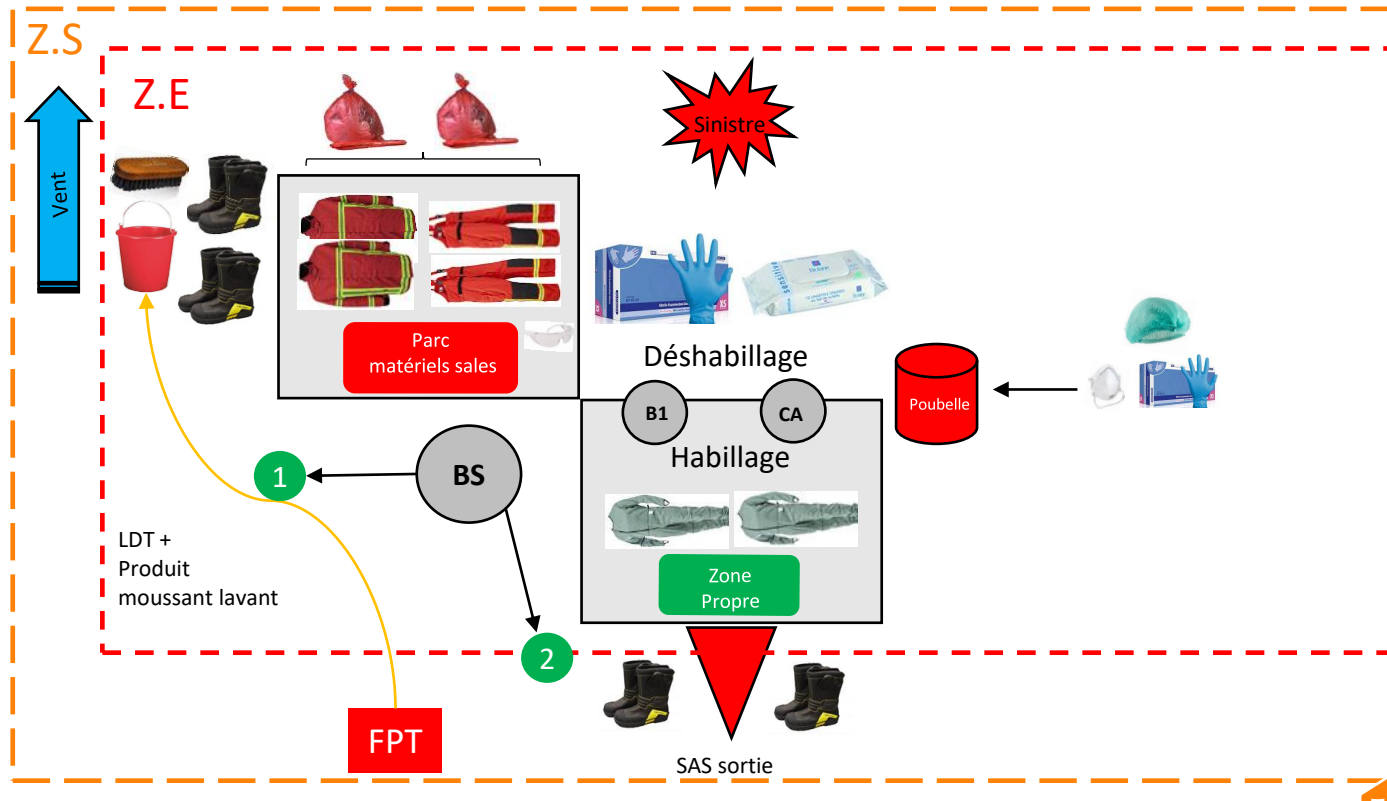 Z.S
Z.E
Vent
Sinistre
Parc
matériels sales
XS
Déshabillage
B1
CA
Poubelle
Habillage
1
BS
LDT +
Produit
moussant lavant
Zone
Propre
2
FPT
SAS sortie